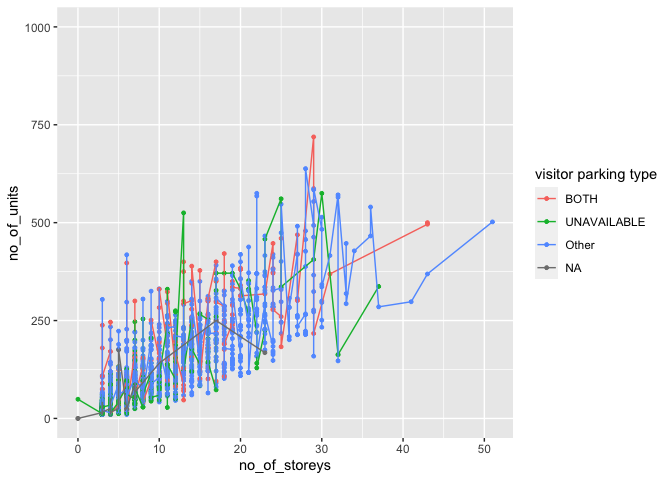 1000
750
500
250
0
no_of_units
0 10 20 30 40 50
no_of_storeys
visitor parking type
BOTH
UNAVAILABLE
Other
NA